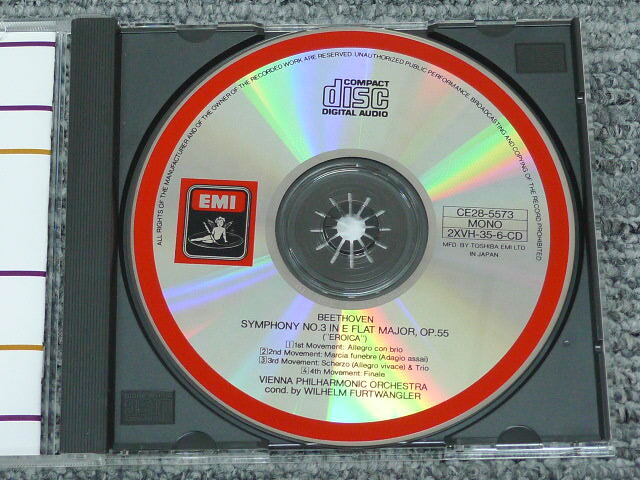 ALL RIGHTS OF THE MANUFACTURER AND OF THE OWNER OF THE RECORDED WORK ARE RESERVED. UNAUTHORIZED PUBLIC PERFORMANCE, BROADCASTING AND COPYING OF THE RECORD PROHIBITED
COMPACT
disc
DIGITAL AUDIO
EMI
CE28-5573
MONO
2XVH-35-6-CD
MFD. BY TOSHIBA EMI LTD
IN JAPAN
BEETHOVEN
SYMPHONY NO.3 IN E FLAT MAJOR, OP.55
("EROICA")
1 1st Movement: Allegro con brio
2 2nd Movement: Marcia funebre (Adagio assai)
3 3rd Movement: Scherzo (Allegro vivace) & Trio
4 4th Movement: Finale
VIENNA PHILHARMONIC ORCHESTRA
cond. by WILHELM FURTWANGLER